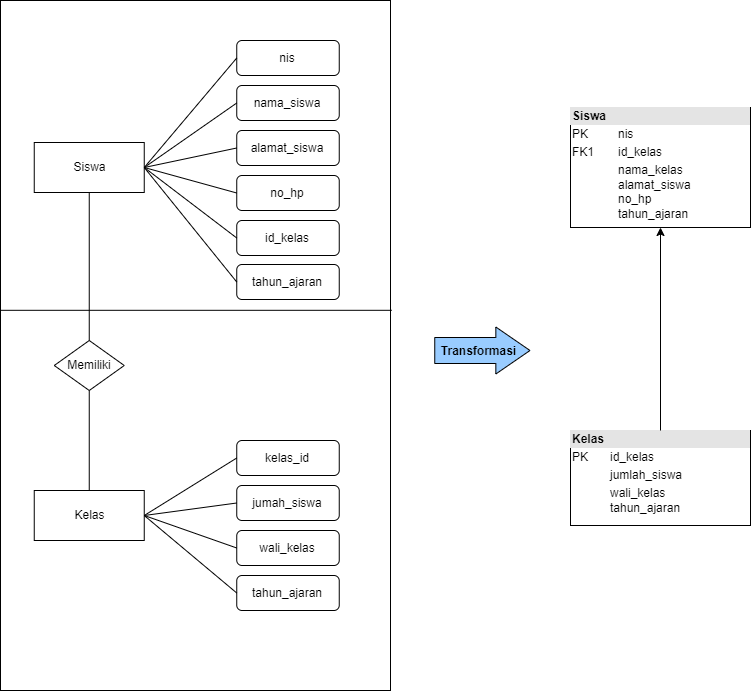 nis
nama_siswa
alamat_siswa
Siswa
no_hp
id_kelas
tahun_ajaran
Memiliki
kelas_id
jumah_siswa
Kelas
wali_kelas
tahun_ajaran
Transformasi
Siswa
PK nis
FK1 id_kelas
nama_kelas
alamat_siswa
no_hp
tahun_ajaran
Kelas
PK id_kelas
jumlah_siswa
wali_kelas
tahun_ajaran